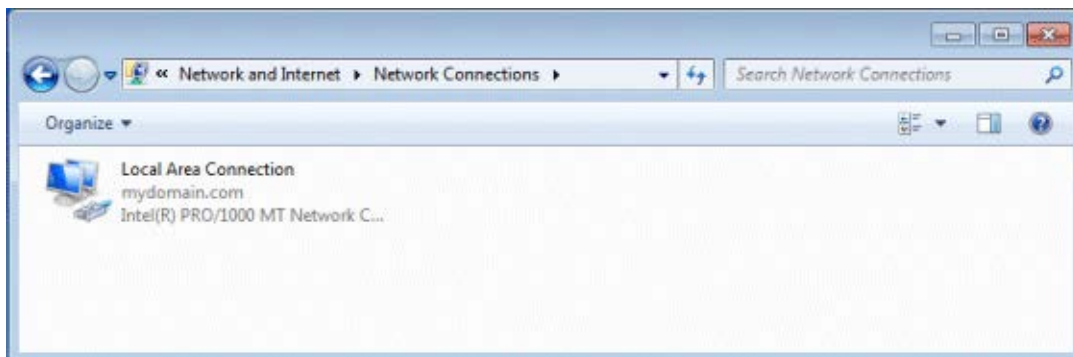 « Network and Internet ▸ Network Connections ▸ Search Network Connections
Organize ▾
Local Area Connection
mydomain.com
Intel(R) PRO/1000 MT Network C...